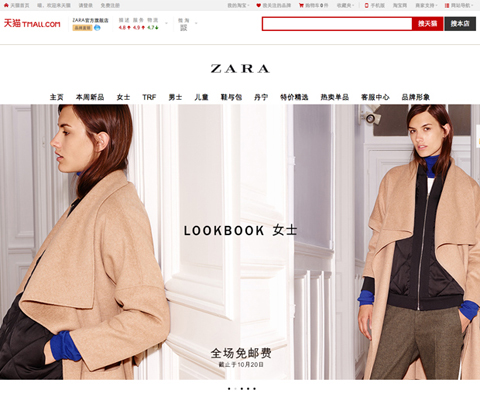 天猫首页 喵，欢迎来天猫 请登录 免费注册 我的淘宝 我关注的品牌 购物车0件 收藏夹 手机版 淘宝网 商家支持 网站导航
天猫 TMALL.COM
ZARA官方旗舰店
描述 服务 物流
4.8 4.9 4.7
搜淘天猫
搜本店
ZARA
主页 本周新品 女士 TRF 男士 儿童 鞋与包 丹宁 特价精选 热卖单品 客服中心 品牌形象
LOOKBOOK 女士
全场免邮费
截止于10月20日